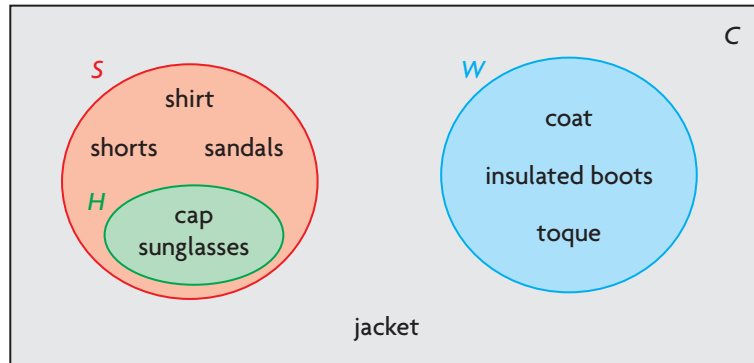 C
S
W
shirt
shorts sandals
H
cap
sunglasses
coat
insulated boots
toque
jacket